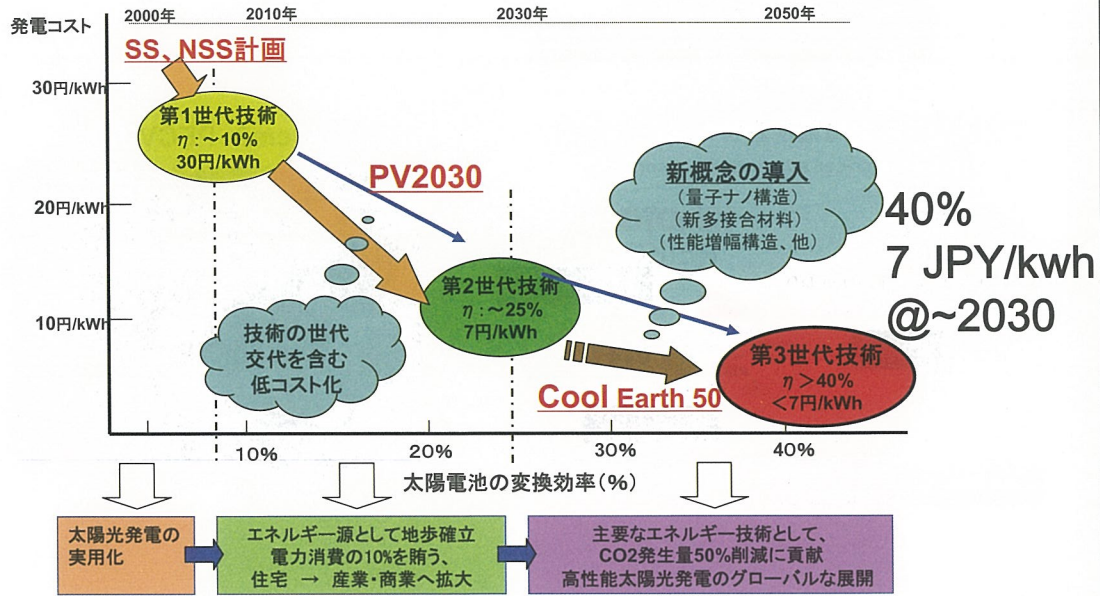 2000年 2010年 2030年 2050年
発電コスト
SS、NSS計画
30円/kWh
第1世代技術
η:~10%
30円/kWh
PV2030
新概念の導入
(量子ナノ構造)
(新多接合材料)
(性能増幅構造、他)
40%
7 JPY/kwh
@~2030
20円/kWh
第2世代技術
η:~25%
7円/kWh
10円/kWh
技術の世代
交代を含む
低コスト化
第3世代技術
η>40%
<7円/kWh
Cool Earth 50
10% 20% 30% 40%
太陽電池の変換効率(%)
太陽光発電の
実用化
エネルギー源として地歩確立
電力消費の10%を賄う、
住宅 → 産業・商業へ拡大
主要なエネルギー技術として、
CO2発生量50%削減に貢献
高性能太陽光発電のグローバルな展開